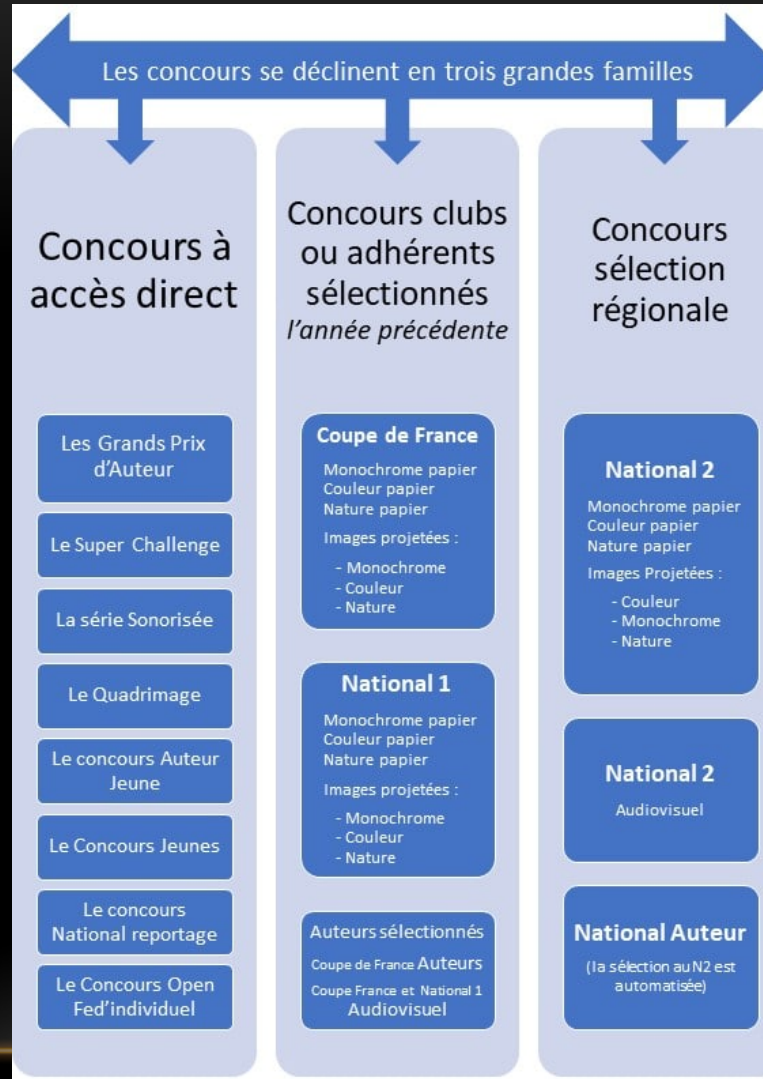 Les concours se déclinent en trois grandes familles
Concours à
accès direct
Les Grands Prix
d'Auteur
Le Super Challenge
La série Sonorisée
Le Quadrimage
Le concours Auteur
Jeune
Le Concours Jeunes
Le concours
National reportage
Le Concours Open
Fed'individuel
Concours clubs
ou adhérents
sélectionnés
l'année précédente
Coupe de France
Monochrome papier
Couleur papier
Nature papier
Images projetées :
- Monochrome
- Couleur
- Nature
National 1
Monochrome papier
Couleur papier
Nature papier
Images projetées :
- Monochrome
- Couleur
- Nature
Auteurs sélectionnés
Coupe de France Auteurs
Coupe France et National 1
Audiovisuel
Concours
sélection
régionale
National 2
Monochrome papier
Couleur papier
Nature papier
Images Projetées :
- Couleur
- Monochrome
- Nature
National 2
Audiovisuel
National Auteur
(la sélection au N2 est
automatisée)